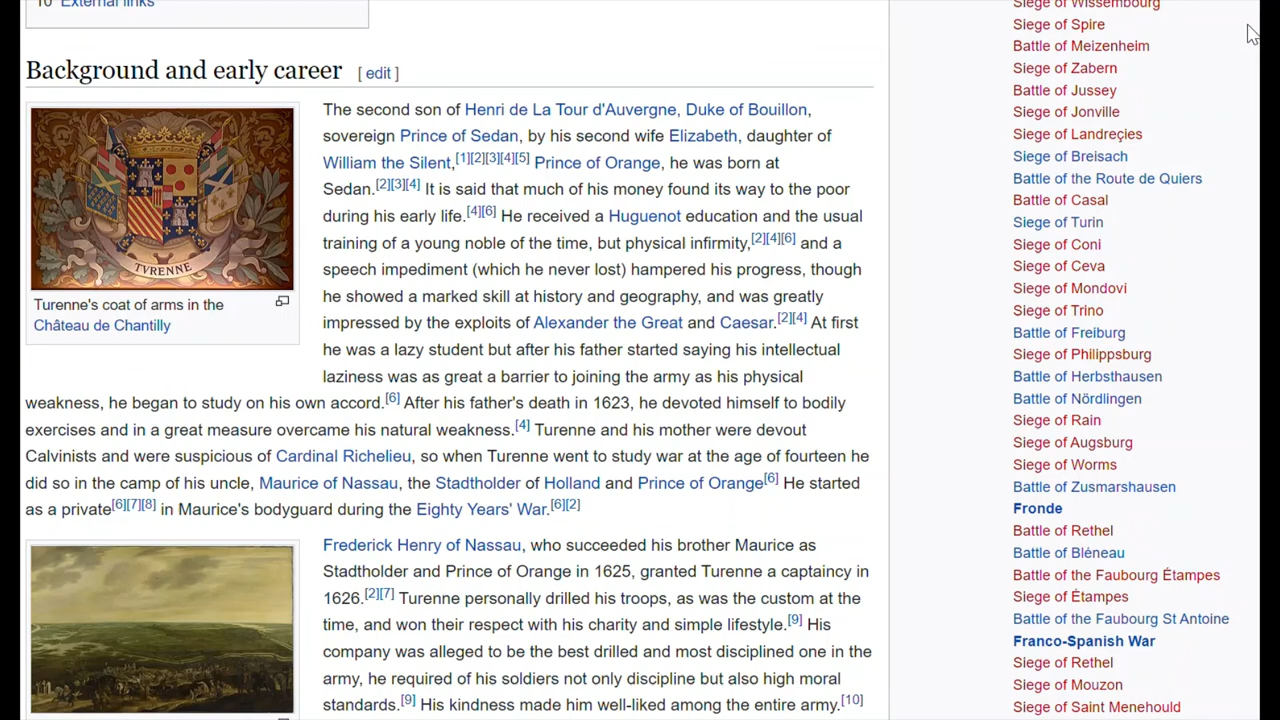 10 External links
Background and early career [ edit ]
TVRENNE
Turenne's coat of arms in the
Château de Chantilly
The second son of Henri de La Tour d'Auvergne, Duke of Bouillon,
sovereign Prince of Sedan, by his second wife Elizabeth, daughter of
William the Silent,[1][2][3][4][5] Prince of Orange, he was born at
Sedan.[2][3][4] It is said that much of his money found its way to the poor
during his early life.[4][6] He received a Huguenot education and the usual
training of a young noble of the time, but physical infirmity,[2][4][6] and a
speech impediment (which he never lost) hampered his progress, though
he showed a marked skill at history and geography, and was greatly
impressed by the exploits of Alexander the Great and Caesar.[2][4] At first
he was a lazy student but after his father started saying his intellectual
laziness was as great a barrier to joining the army as his physical
weakness, he began to study on his own accord.[6] After his father's death in 1623, he devoted himself to bodily
exercises and in a great measure overcame his natural weakness.[4] Turenne and his mother were devout
Calvinists and were suspicious of Cardinal Richelieu, so when Turenne went to study war at the age of fourteen he
did so in the camp of his uncle, Maurice of Nassau, the Stadtholder of Holland and Prince of Orange[6] He started
as a private[6][7][8] in Maurice's bodyguard during the Eighty Years' War.[6][2]
Frederick Henry of Nassau, who succeeded his brother Maurice as
Stadtholder and Prince of Orange in 1625, granted Turenne a captaincy in
1626.[2][7] Turenne personally drilled his troops, as was the custom at the
time, and won their respect with his charity and simple lifestyle.[9] His
company was alleged to be the best drilled and most disciplined one in the
army, he required of his soldiers not only discipline but also high moral
standards.[9] His kindness made him well-liked among the entire army.[10]
Siege of Wissembourg
Siege of Spire
Battle of Meizenheim
Siege of Zabern
Battle of Jussey
Siege of Jonville
Siege of Landreçies
Siege of Breisach
Battle of the Route de Quiers
Battle of Casal
Siege of Turin
Siege of Coni
Siege of Ceva
Siege of Mondovi
Siege of Trino
Battle of Freiburg
Siege of Philippsburg
Battle of Herbsthausen
Battle of Nördlingen
Siege of Rain
Siege of Augsburg
Siege of Worms
Battle of Zusmarshausen
Fronde
Battle of Rethel
Battle of Bléneau
Battle of the Faubourg Étampes
Siege of Étampes
Battle of the Faubourg St Antoine
Franco-Spanish War
Siege of Rethel
Siege of Mouzon
Siege of Saint Menehould